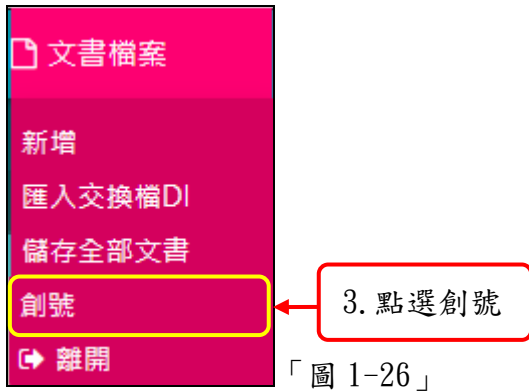 文書檔案
新增
匯入交換檔DI
儲存全部文書
創號
3.點選創號
離開
「圖 1-26」